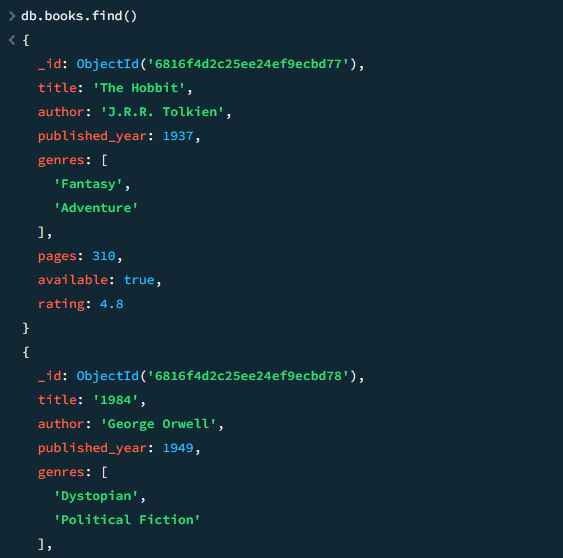 > db.books.find()
< {
_id: ObjectId('6816f4d2c25ee24ef9ecbd77'),
title: 'The Hobbit',
author: 'J.R.R. Tolkien',
published_year: 1937,
genres: [
'Fantasy',
'Adventure'
],
pages: 310,
available: true,
rating: 4.8
}
{
_id: ObjectId('6816f4d2c25ee24ef9ecbd78'),
title: '1984',
author: 'George Orwell',
published_year: 1949,
genres: [
'Dystopian',
'Political Fiction'
],